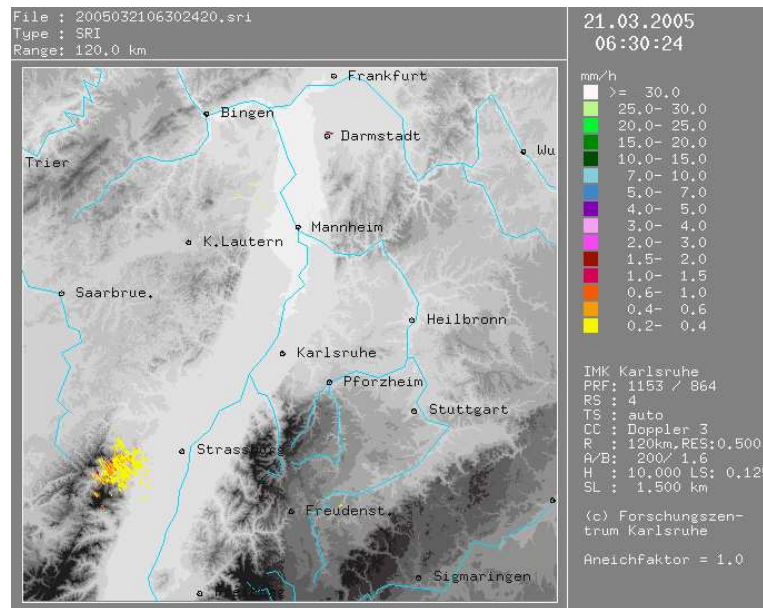 File : 2005032106302420.sri
Type : SRI
Range: 120.0 km
21.03.2005
06:30:24
mm/h
>= 30.0
25.0- 30.0
20.0- 25.0
15.0- 20.0
10.0- 15.0
7.0- 10.0
5.0- 7.0
4.0- 5.0
3.0- 4.0
2.0- 3.0
1.5- 2.0
1.0- 1.5
0.6- 1.0
0.4- 0.6
0.2- 0.4
Frankfurt
Bingen
Darmstadt
Wu
Trier
Mannheim
K.Lautern
Saarbrue.
Heilbronn
Karlsruhe
Pforzheim
Stuttgart
Strassburg
Freudenst.
Sigmaringen
IMK Karlsruhe
PRF: 1153 / 864
RS : 4
TS : auto
CC : Doppler 3
R : 120km,RES:0.500
A/B: 200/ 1.6
H : 10.000 LS: 0.125
SL : 1.500 km
(c) Forschungszen-
trum Karlsruhe
Aneichfaktor = 1.0